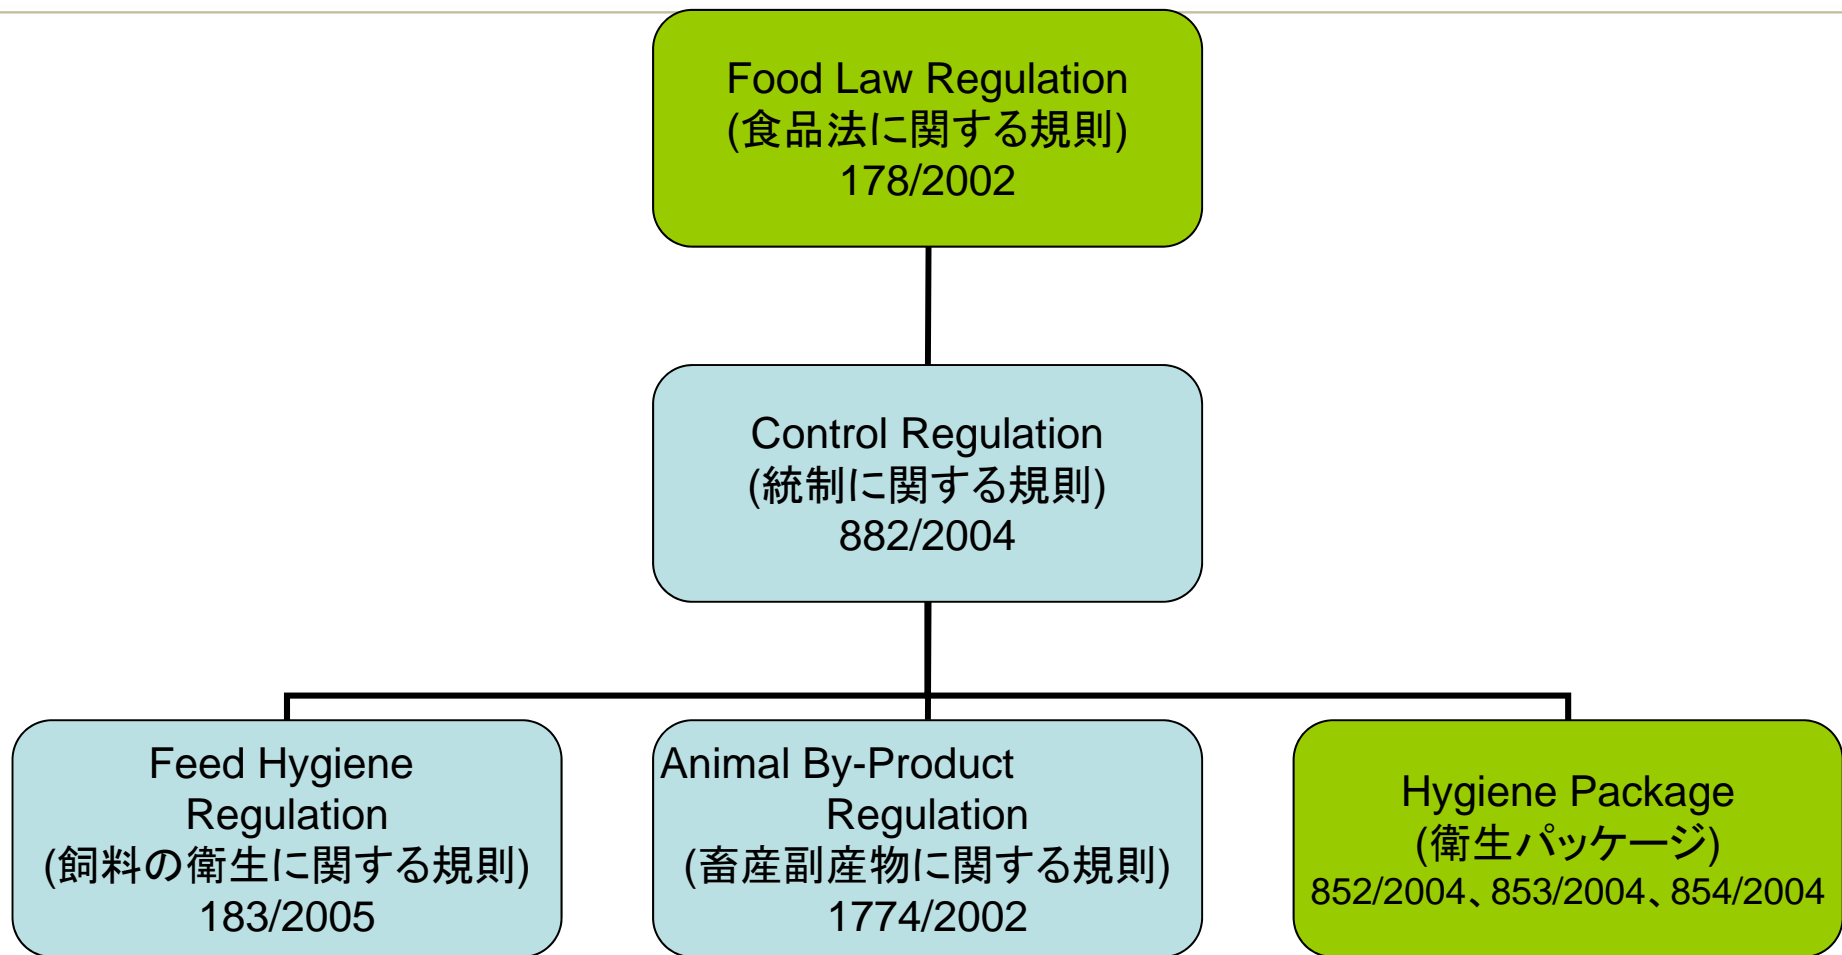 Food Law Regulation
(食品法に関する規則)
178/2002
Control Regulation
(統制に関する規則)
882/2004
Feed Hygiene
Regulation
(飼料の衛生に関する規則)
183/2005
Animal By-Product
Regulation
(畜産副産物に関する規則)
1774/2002
Hygiene Package
(衛生パッケージ)
852/2004、853/2004、854/2004